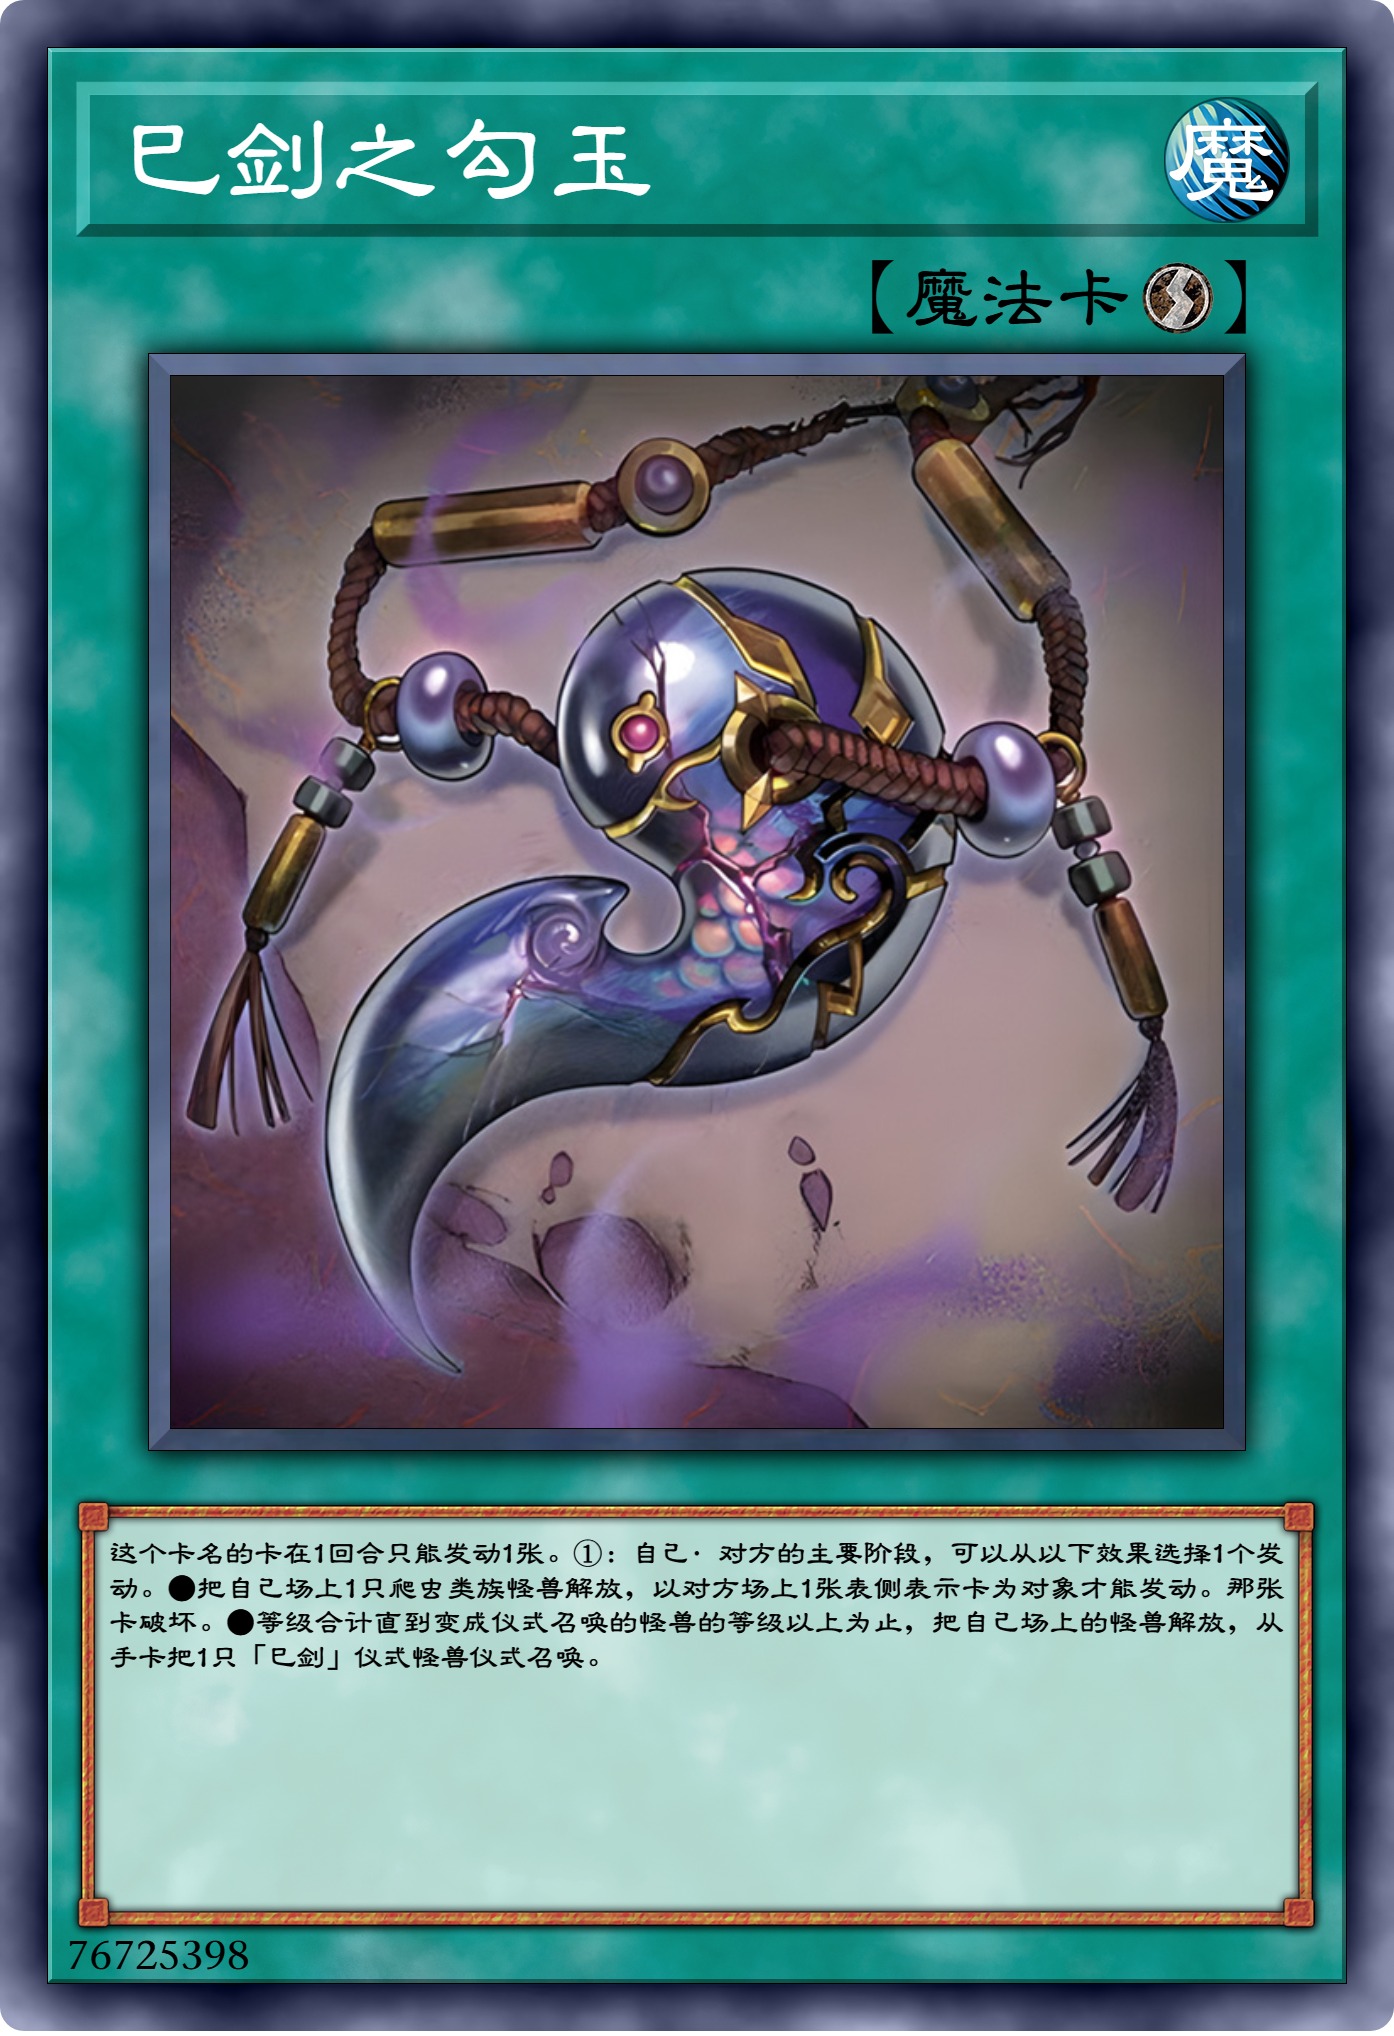 巳剑之勾玉
魔
【魔法卡】
这个卡名的卡在1回合只能发动1张。①：自己·对方的主要阶段，可以从以下效果选择1个发
动。●把自己场上1只爬虫类族怪兽解放，以对方场上1张表侧表示卡为对象才能发动。那张
卡破坏。●等级合计直到变成仪式召唤的怪兽的等级以上为止，把自己场上的怪兽解放，从
手卡把1只「巳剑」仪式怪兽仪式召唤。
76725398